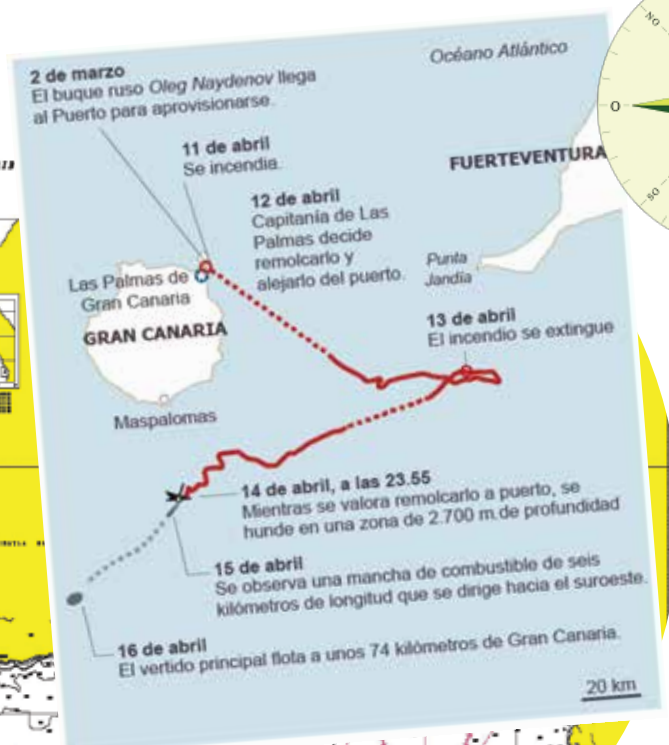 2 de marzo
El buque ruso Oleg Naydenov llega
al Puerto para aprovisionarse.
Océano Atlántico
11 de abril
Se incendia.
FUERTEVENTURA
12 de abril
Capitanía de Las
Palmas decide
remolcarlo y
alejarlo del puerto.
Las Palmas de
Gran Canaria
GRAN CANARIA
Maspalomas
Punta
Jandía
13 de abril
El incendio se extingue
14 de abril, a las 23.55
Mientras se valora remolcarlo a puerto, se
hunde en una zona de 2.700 m.de profundidad
15 de abril
Se observa una mancha de combustible de seis
kilómetros de longitud que se dirige hacia el suroeste.
16 de abril
El vertido principal flota a unos 74 kilómetros de Gran Canaria.
20 km
NO
O
SO